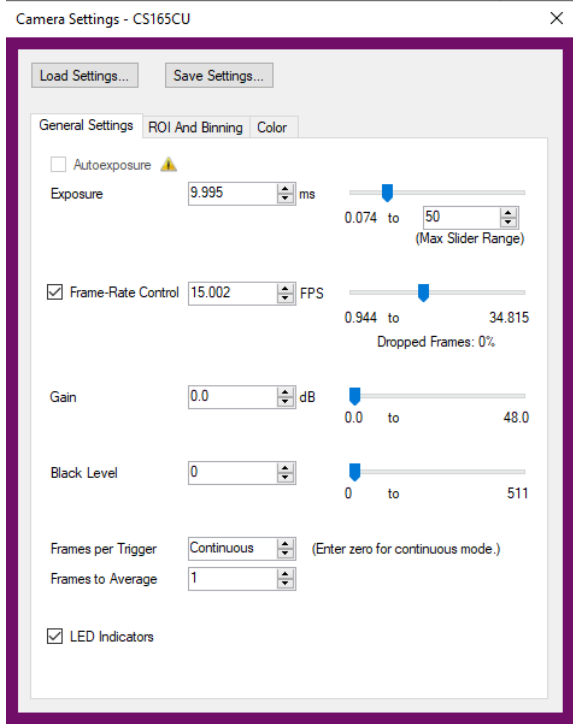 Camera Settings - CS165CU
Load Settings... Save Settings...
General Settings ROI And Binning Color
Autoexposure
Exposure 9.995 ms
0.074 to 50
(Max Slider Range)
Frame-Rate Control 15.002 FPS
0.944 to 34.815
Dropped Frames: 0%
Gain 0.0 dB
0.0 to 48.0
Black Level 0
0 to 511
Frames per Trigger Continuous (Enter zero for continuous mode.)
Frames to Average 1
LED Indicators